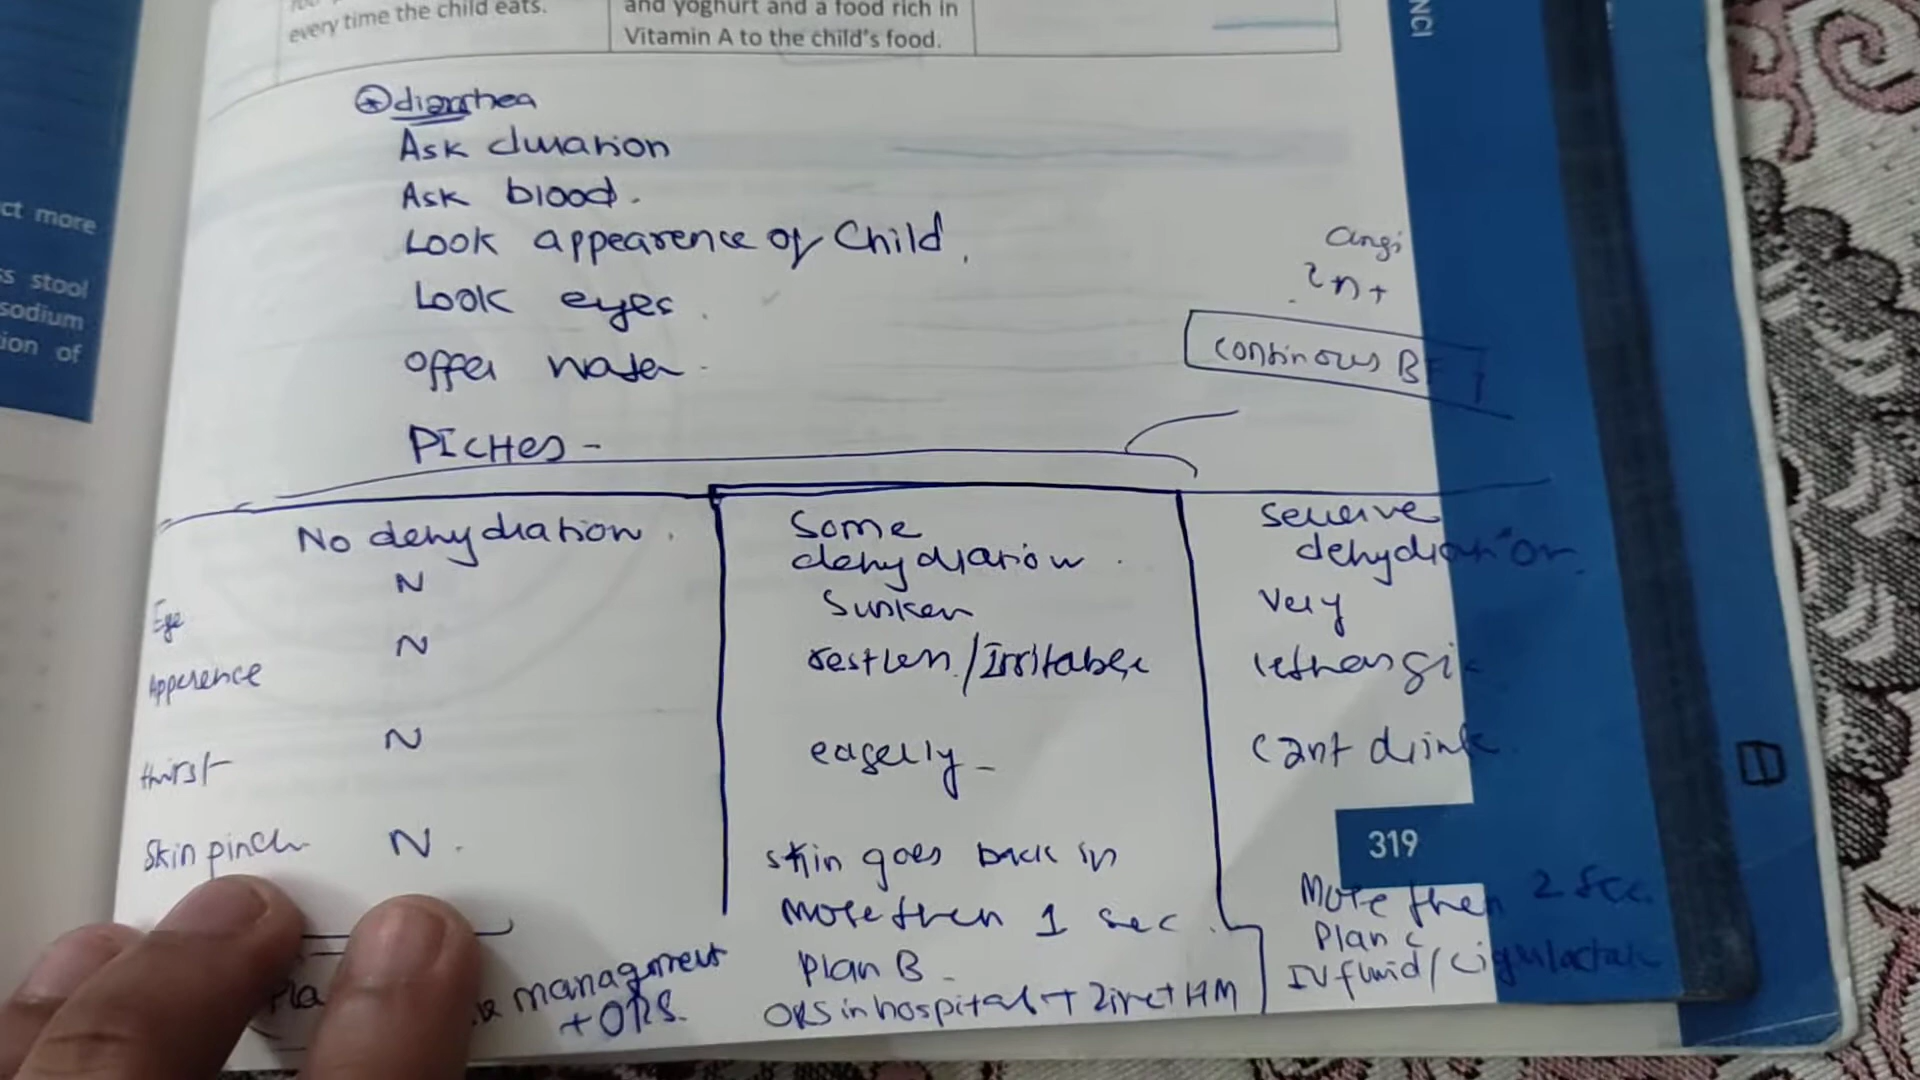 every time the child eats.
and yoghurt and a food rich in
Vitamin A to the child's food.
NCI
ct more
s stool
sodium
ion of
diarrhea
Ask duration
Ask blood.
Look appearence of Child,
Look eyes.
offer water.
PICHES -
continous BF
No dehydration.
Some
dehydration.
severe
dehydration.
Eye N Sunken Very
Apperence N restless/Irritable lethargic
thirst N eagerly - cant drink
Skin pinch N.
skin goes back in
more then 1 sec.
Plan B -
ORS in hospital + Zinc + HM
319
More then 2 Sec.
Plan C
IV fluid/
Pla
managment
+ ORS.